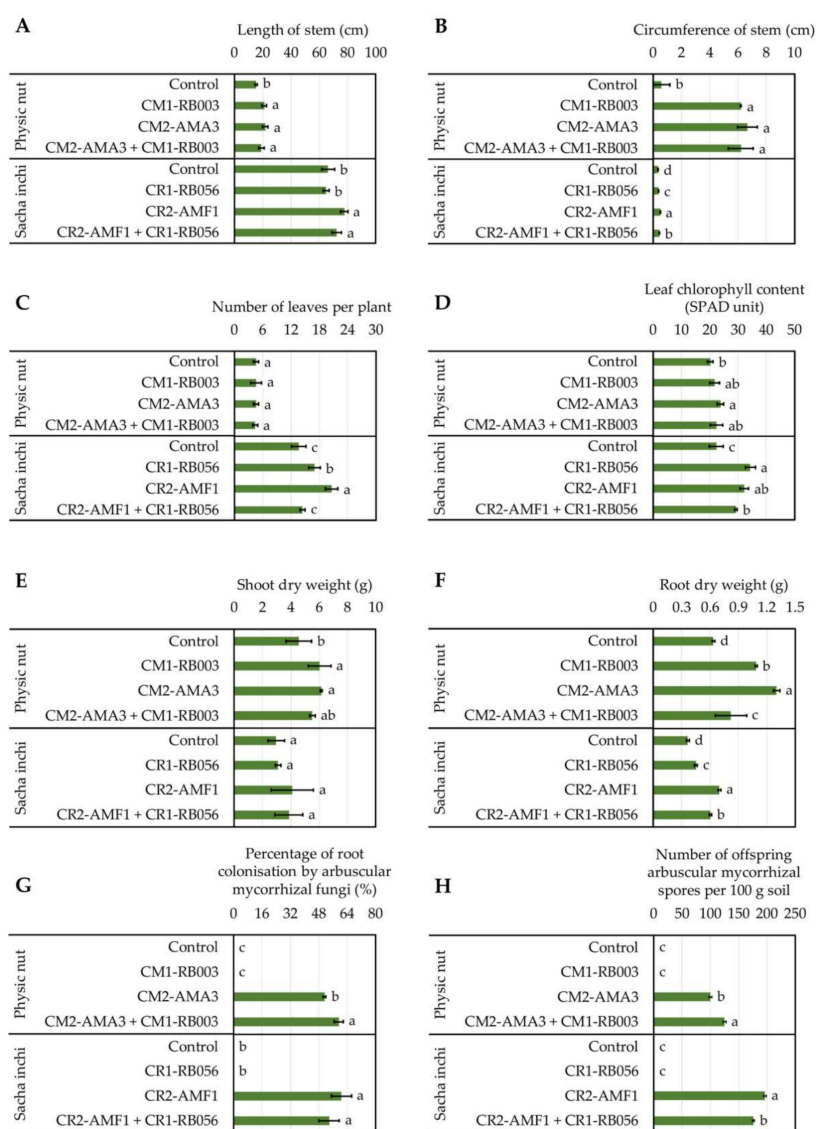 A
Length of stem (cm)
0 20 40 60 80 100
Physic nut
Control b
CM1-RB003 a
CM2-AMA3 a
CM2-AMA3 + CM1-RB003 a
Sacha inchi
Control b
CR1-RB056 b
CR2-AMF1 a
CR2-AMF1 + CR1-RB056 a
B
Circumference of stem (cm)
0 2 4 6 8 10
Physic nut
Control b
CM1-RB003 a
CM2-AMA3 a
CM2-AMA3 + CM1-RB003 a
Sacha inchi
Control d
CR1-RB056 c
CR2-AMF1 a
CR2-AMF1 + CR1-RB056 b
C
Number of leaves per plant
0 6 12 18 24 30
Physic nut
Control a
CM1-RB003 a
CM2-AMA3 a
CM2-AMA3 + CM1-RB003 a
Sacha inchi
Control c
CR1-RB056 b
CR2-AMF1 a
CR2-AMF1 + CR1-RB056 c
D
Leaf chlorophyll content
(SPAD unit)
0 10 20 30 40 50
Physic nut
Control b
CM1-RB003 ab
CM2-AMA3 a
CM2-AMA3 + CM1-RB003 ab
Sacha inchi
Control c
CR1-RB056 a
CR2-AMF1 ab
CR2-AMF1 + CR1-RB056 b
E
Shoot dry weight (g)
0 2 4 6 8 10
Physic nut
Control b
CM1-RB003 a
CM2-AMA3 a
CM2-AMA3 + CM1-RB003 ab
Sacha inchi
Control a
CR1-RB056 a
CR2-AMF1 a
CR2-AMF1 + CR1-RB056 a
F
Root dry weight (g)
0 0.3 0.6 0.9 1.2 1.5
Physic nut
Control d
CM1-RB003 b
CM2-AMA3 a
CM2-AMA3 + CM1-RB003 c
Sacha inchi
Control d
CR1-RB056 c
CR2-AMF1 a
CR2-AMF1 + CR1-RB056 b
G
Percentage of root
colonisation by arbuscular
mycorrhizal fungi (%)
0 16 32 48 64 80
Physic nut
Control c
CM1-RB003 c
CM2-AMA3 b
CM2-AMA3 + CM1-RB003 a
Sacha inchi
Control b
CR1-RB056 b
CR2-AMF1 a
CR2-AMF1 + CR1-RB056 a
H
Number of offspring
arbuscular mycorrhizal
spores per 100 g soil
0 50 100 150 200 250
Physic nut
Control c
CM1-RB003 c
CM2-AMA3 b
CM2-AMA3 + CM1-RB003 a
Sacha inchi
Control c
CR1-RB056 c
CR2-AMF1 a
CR2-AMF1 + CR1-RB056 b